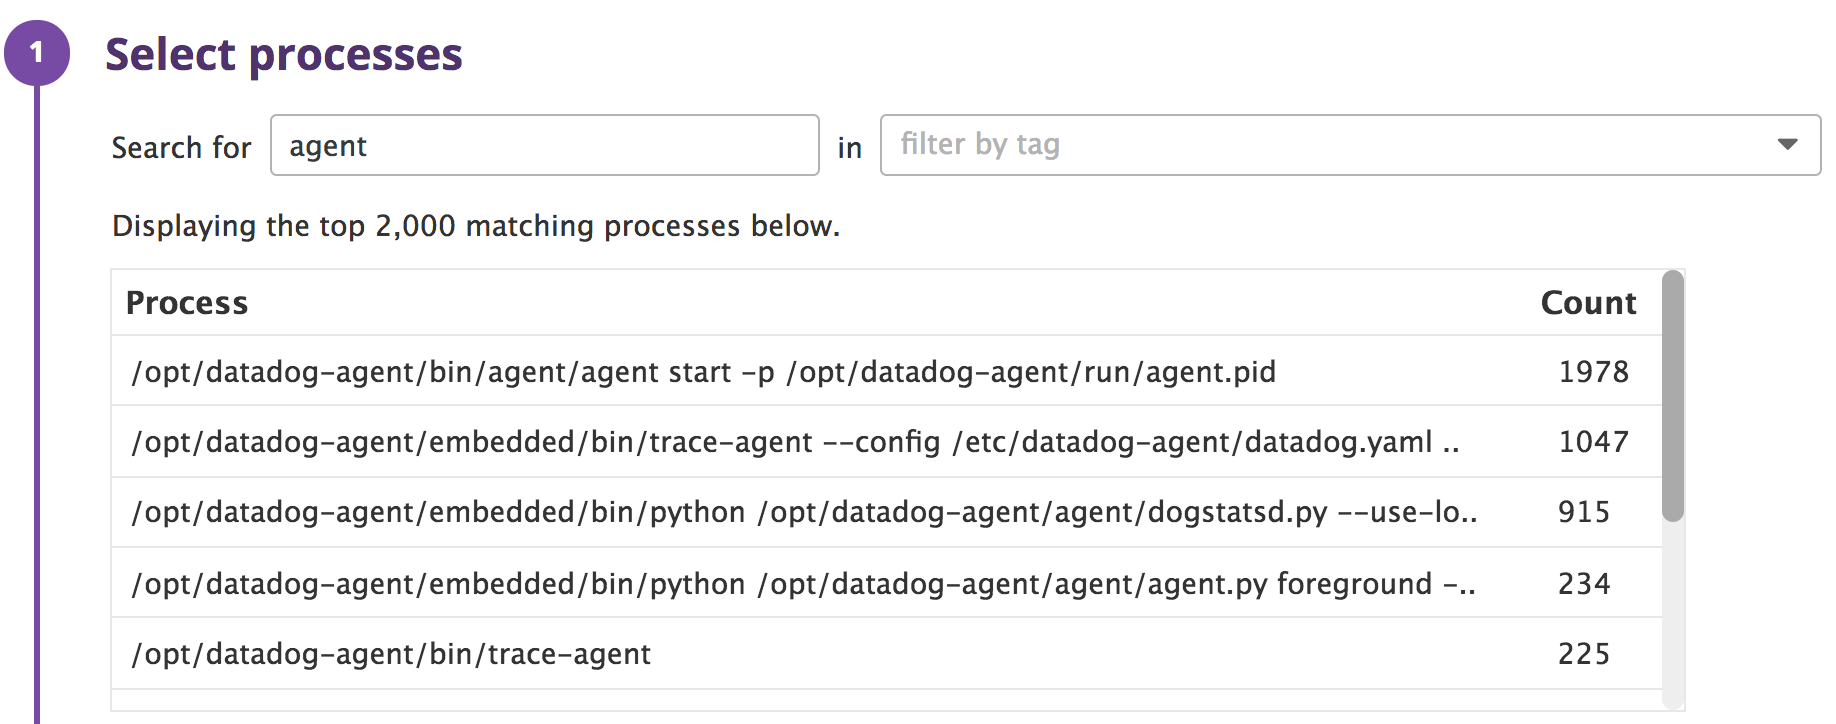 1
Select processes
Search for agent in filter by tag
Displaying the top 2,000 matching processes below.
Process Count
/opt/datadog-agent/bin/agent/agent start -p /opt/datadog-agent/run/agent.pid 1978
/opt/datadog-agent/embedded/bin/trace-agent --config /etc/datadog-agent/datadog.yaml .. 1047
/opt/datadog-agent/embedded/bin/python /opt/datadog-agent/agent/dogstatsd.py --use-lo.. 915
/opt/datadog-agent/embedded/bin/python /opt/datadog-agent/agent/agent.py foreground -.. 234
/opt/datadog-agent/bin/trace-agent 225